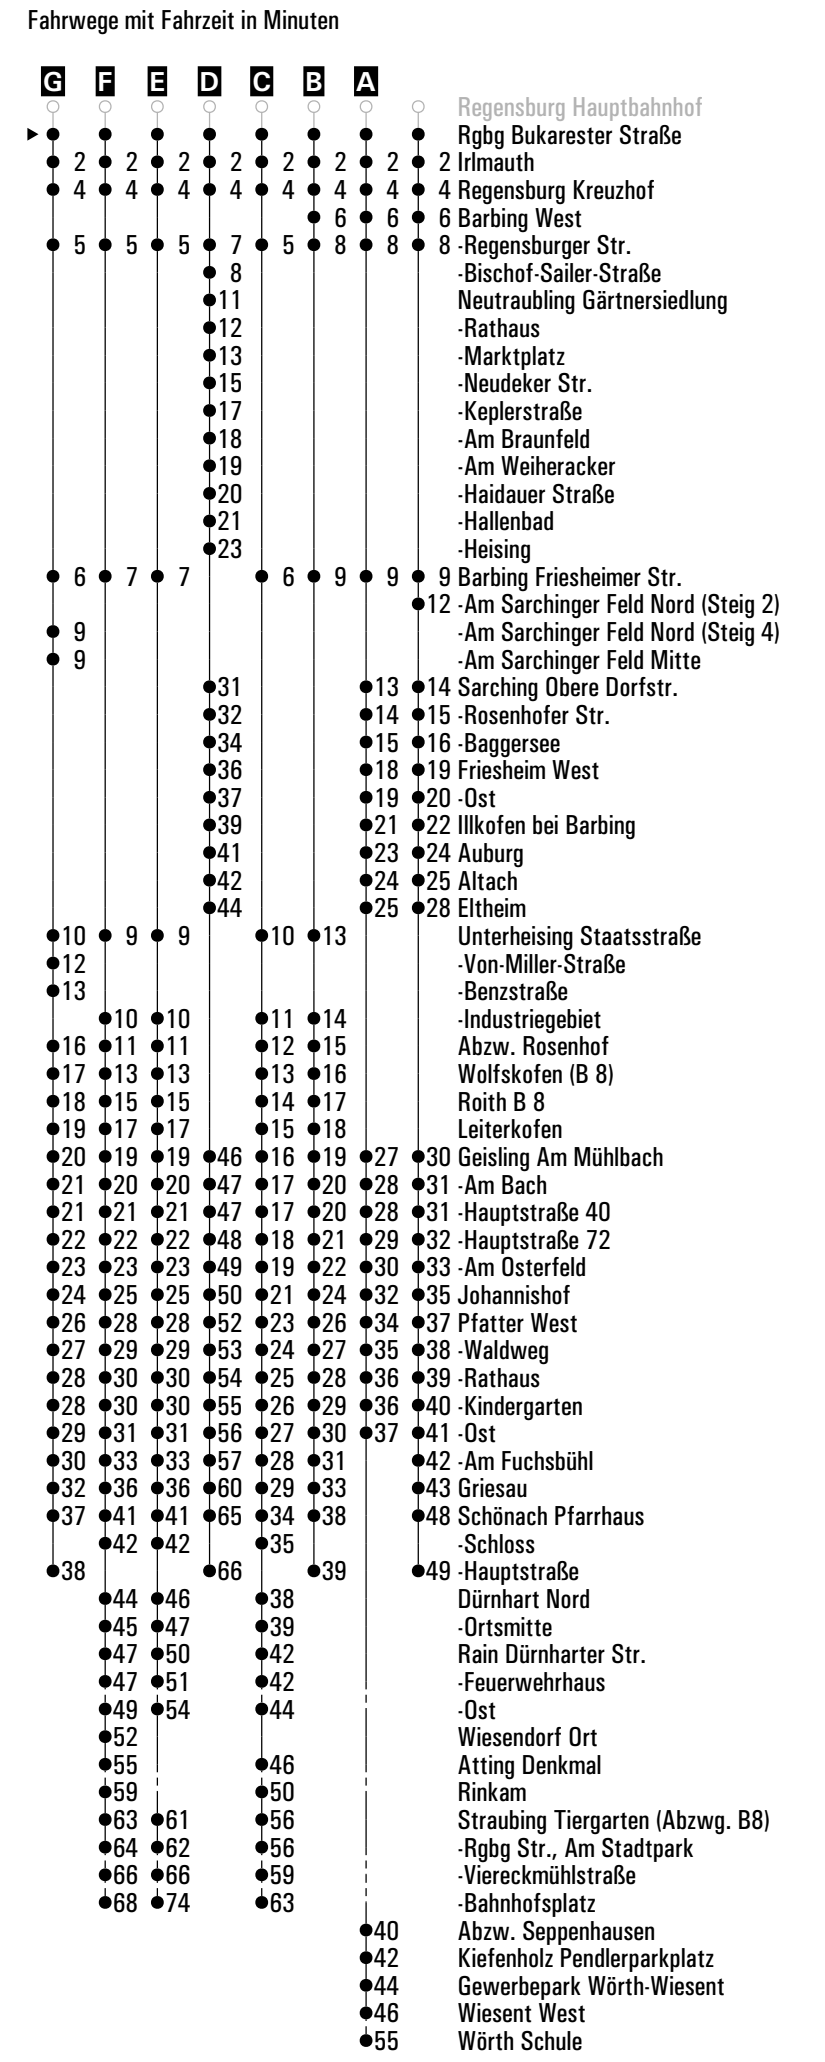 Fahrwege mit Fahrzeit in Minuten
G F E D C B A
Regensburg Hauptbahnhof
Rgbg Bukarester Straße
2 2 2 2 2 2 2 2 Irlmauth
4 4 4 4 4 4 4 4 Regensburg Kreuzhof
6 6 6 Barbing West
5 5 5 7 5 8 8 8 -Regensburger Str.
8 -Bischof-Sailer-Straße
11 Neutraubling Gärtnersiedlung
12 -Rathaus
13 -Marktplatz
15 -Neudeker Str.
17 -Keplerstraße
18 -Am Braunfeld
19 -Am Weiheracker
20 -Haidauer Straße
21 -Hallenbad
23 -Heising
6 7 7 6 9 9 9 Barbing Friesheimer Str.
12 -Am Sarchinger Feld Nord (Steig 2)
9 -Am Sarchinger Feld Nord (Steig 4)
9 -Am Sarchinger Feld Mitte
31 13 14 Sarching Obere Dorfstr.
32 14 15 -Rosenhofer Str.
34 15 16 -Baggersee
36 18 19 Friesheim West
37 19 20 -Ost
39 21 22 Illkofen bei Barbing
41 23 24 Auburg
42 24 25 Altach
44 25 28 Eltheim
10 9 9 10 13 Unterheising Staatsstraße
12 -Von-Miller-Straße
13 -Benzstraße
10 10 11 14 -Industriegebiet
16 11 11 12 15 Abzw. Rosenhof
17 13 13 13 16 Wolfskofen (B 8)
18 15 15 14 17 Roith B 8
19 17 17 15 18 Leiterkofen
20 19 19 46 16 19 27 30 Geisling Am Mühlbach
21 20 20 47 17 20 28 31 -Am Bach
21 21 21 47 17 20 28 31 -Hauptstraße 40
22 22 22 48 18 21 29 32 -Hauptstraße 72
23 23 23 49 19 22 30 33 -Am Osterfeld
24 25 25 50 21 24 32 35 Johannishof
26 28 28 52 23 26 34 37 Pfatter West
27 29 29 53 24 27 35 38 -Waldweg
28 30 30 54 25 28 36 39 -Rathaus
28 30 30 55 26 29 36 40 -Kindergarten
29 31 31 56 27 30 37 41 -Ost
30 33 33 57 28 31 42 -Am Fuchsbühl
32 36 36 60 29 33 43 Griesau
37 41 41 65 34 38 48 Schönach Pfarrhaus
42 42 35 -Schloss
38 66 39 49 -Hauptstraße
44 46 38 Dürnhart Nord
45 47 39 -Ortsmitte
47 50 42 Rain Dürnharter Str.
47 51 42 -Feuerwehrhaus
49 54 44 -Ost
52 Wiesendorf Ort
55 46 Atting Denkmal
59 50 Rinkam
63 61 56 Straubing Tiergarten (Abzwg. B8)
64 62 56 -Rgbg Str., Am Stadtpark
66 66 59 -Viereckmühlstraße
68 74 63 -Bahnhofsplatz
40 Abzw. Seppenhausen
42 Kiefenholz Pendlerparkplatz
44 Gewerbepark Wörth-Wiesent
46 Wiesent West
55 Wörth Schule